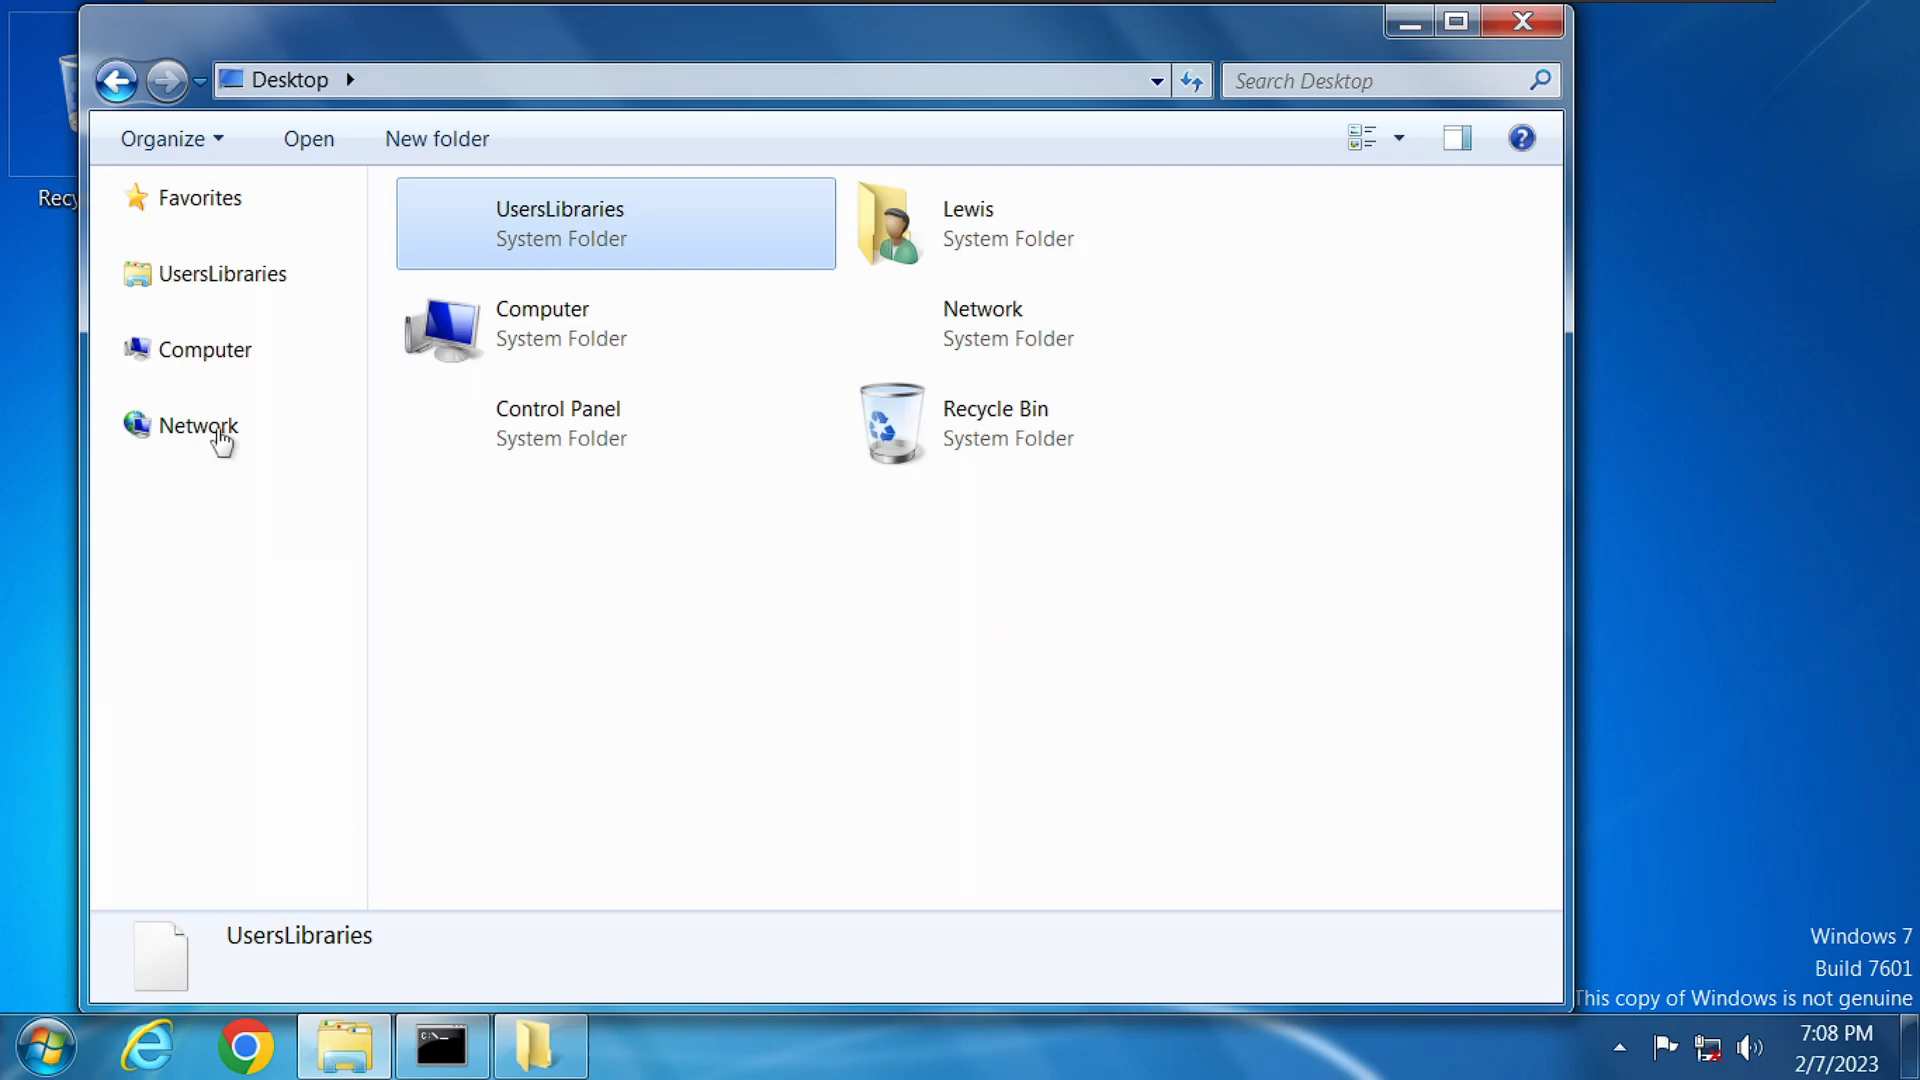 Desktop
Search Desktop
Organize
Open
New folder
Favorites
UsersLibraries
Computer
Network
UsersLibraries
System Folder
Lewis
System Folder
Computer
System Folder
Network
System Folder
Control Panel
System Folder
Recycle Bin
System Folder
Recy
UsersLibraries
Windows 7
Build 7601
This copy of Windows is not genuine
C:\_
7:08 PM
2/7/2023